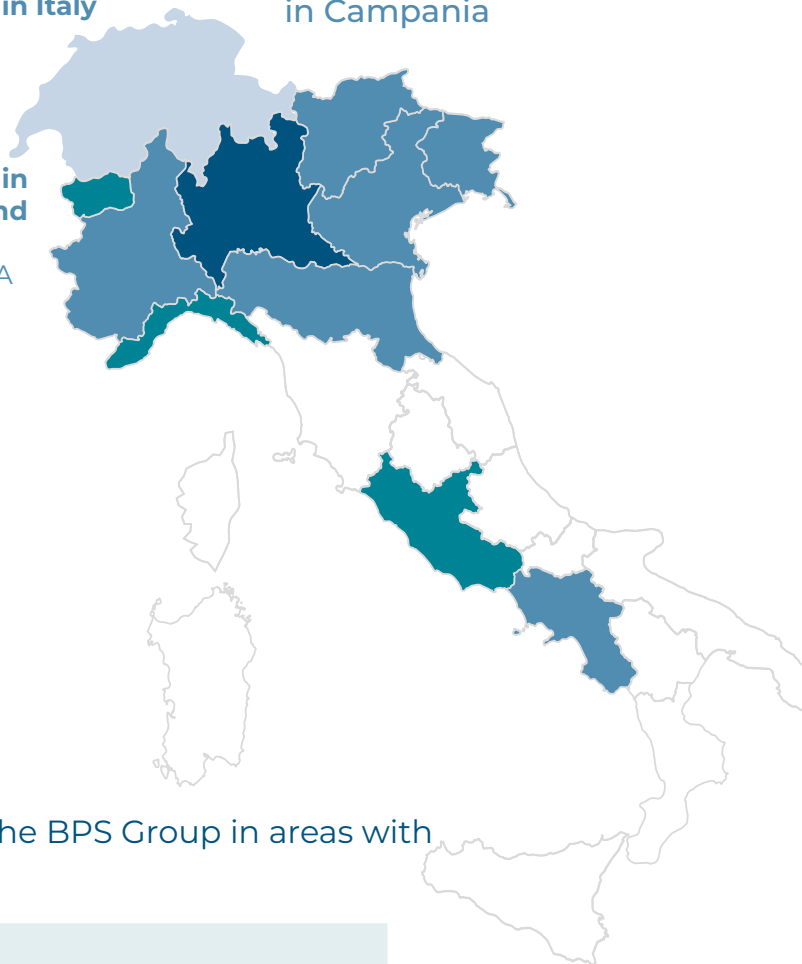 in Italy
in Campania
in
nd
A
he BPS Group in areas with